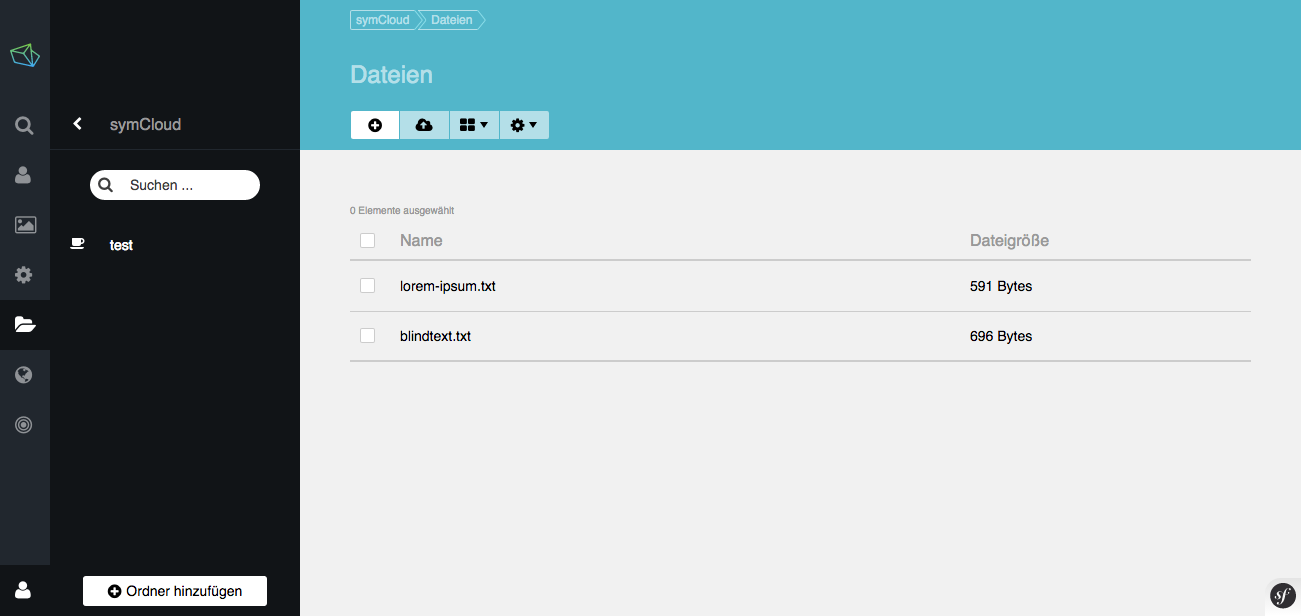 symCloud
Suchen ...
test
Ordner hinzufügen
symCloud Dateien
Dateien
0 Elemente ausgewählt
Name Dateigröße
lorem-ipsum.txt 591 Bytes
blindtext.txt 696 Bytes
sf